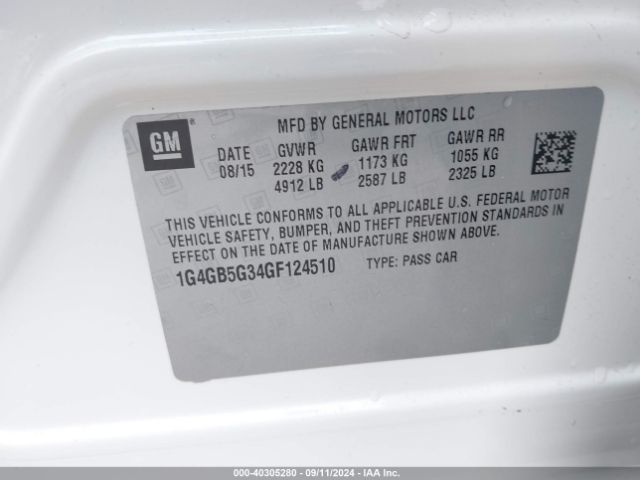 GM
MFD BY GENERAL MOTORS LLC
DATE GVWR GAWR FRT GAWR RR
08/15 2228 KG 1173 KG 1055 KG
4912 LB 2587 LB 2325 LB
THIS VEHICLE CONFORMS TO ALL APPLICABLE U.S. FEDERAL MOTOR
VEHICLE SAFETY, BUMPER, AND THEFT PREVENTION STANDARDS IN
EFFECT ON THE DATE OF MANUFACTURE SHOWN ABOVE.
1G4GB5G34GF124510 TYPE: PASS CAR
000-40305280 - 09/11/2024 - IAA Inc.